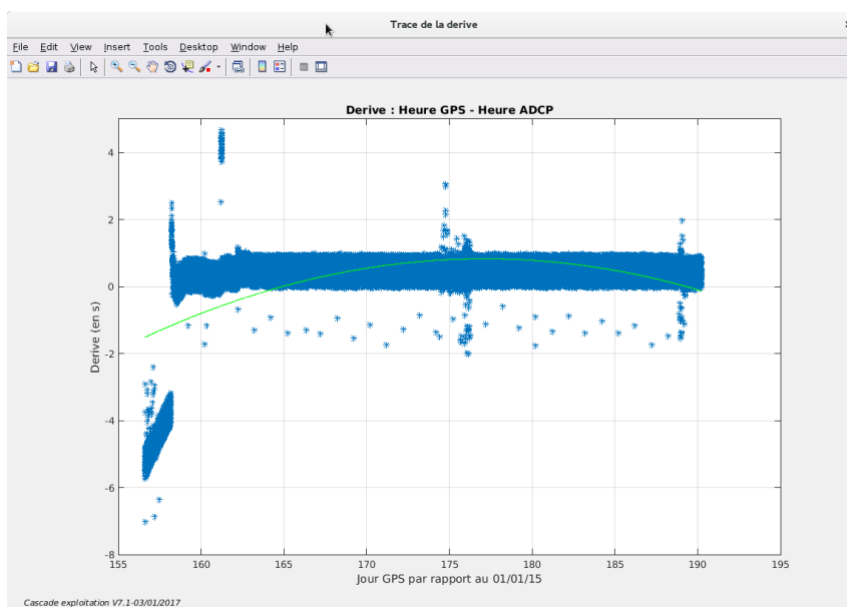 Trace de la derive
File Edit View Insert Tools Desktop Window Help
Derive : Heure GPS - Heure ADCP
4
2
0
-2
-4
-6
-8
Derive (en s)
155 160 165 170 175 180 185 190 195
Jour GPS par rapport au 01/01/15
Cascade exploitation V7.1-03/01/2017